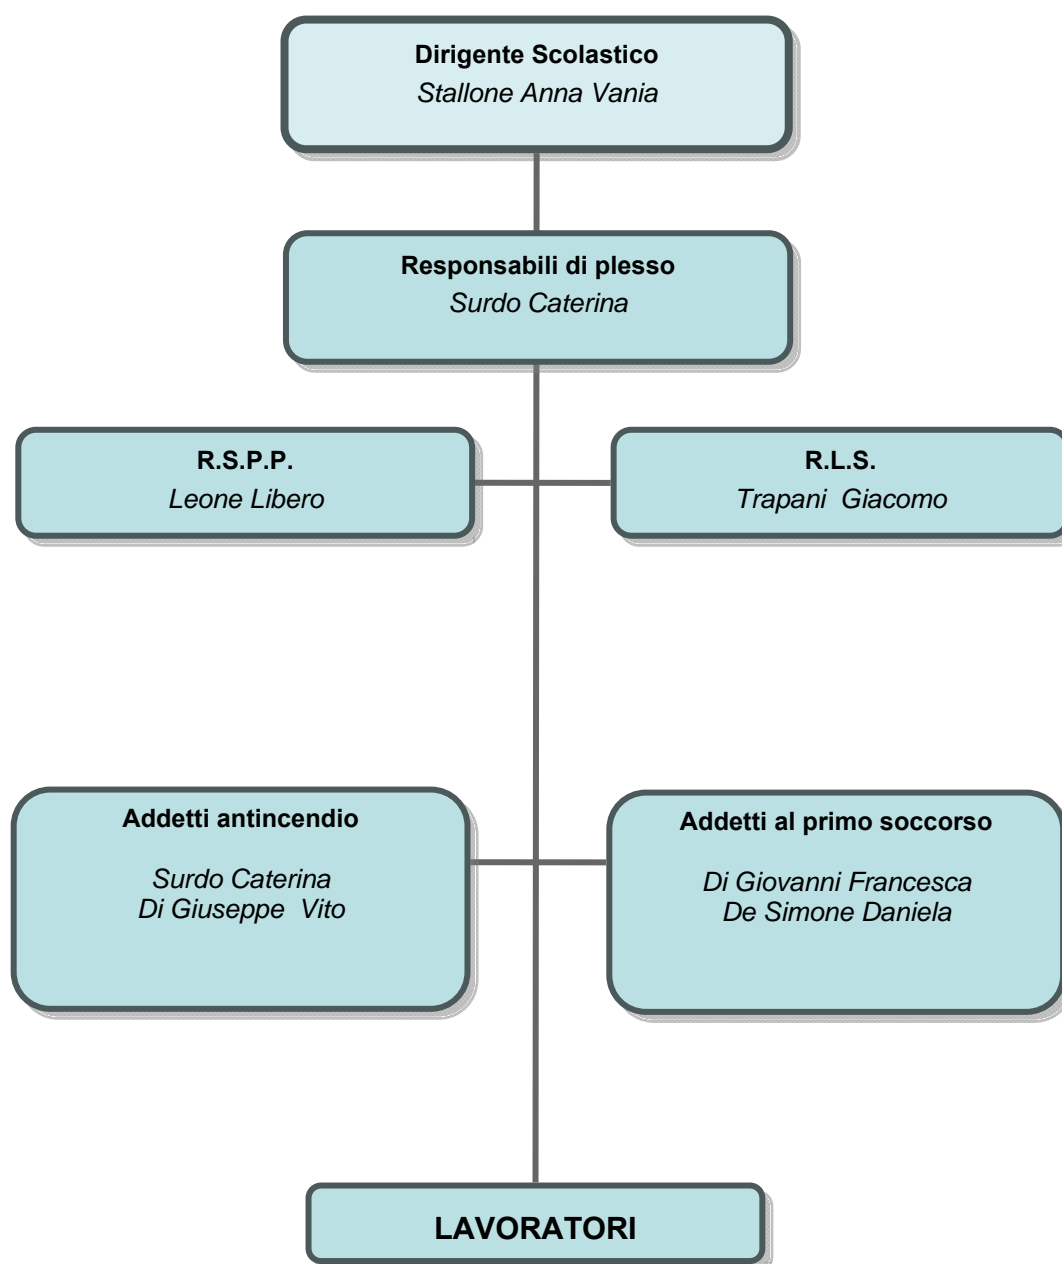 Dirigente Scolastico
Stallone Anna Vania
Responsabili di plesso
Surdo Caterina
R.S.P.P.
Leone Libero
R.L.S.
Trapani  Giacomo
Addetti antincendio
Surdo Caterina
Di Giuseppe  Vito
Addetti al primo soccorso
Di Giovanni Francesca
De Simone Daniela
LAVORATORI